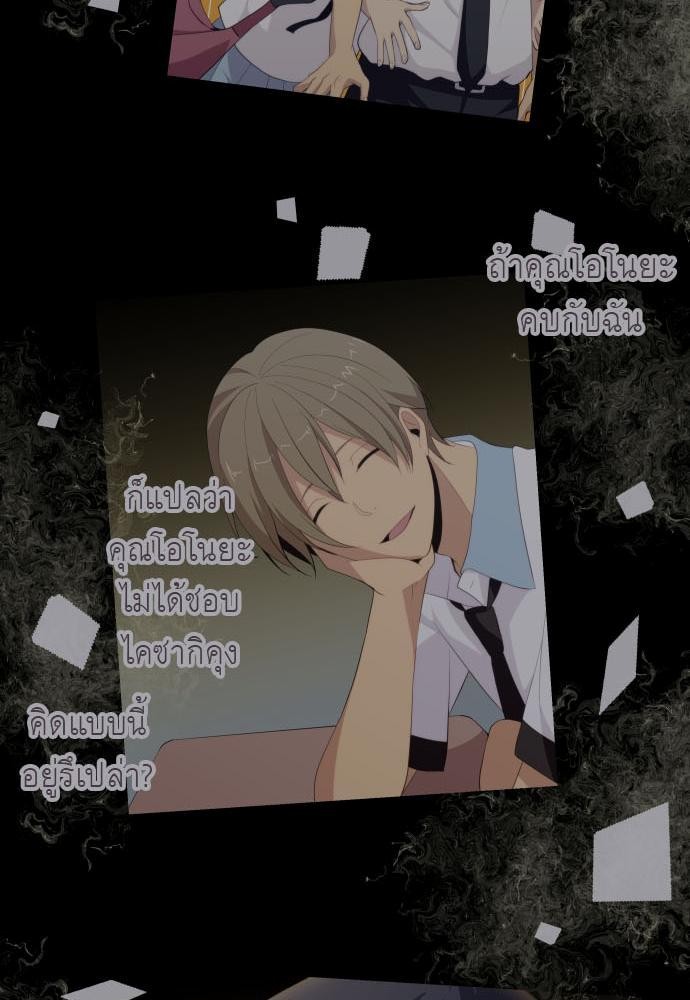 ถ้าคุณโอโนยะ
คบกับฉัน
ก็แปลว่า
คุณโอโนยะ
ไม่ได้ชอบ
ไคซากิคุง
คิดแบบนี้
อยู่รึเปล่า?